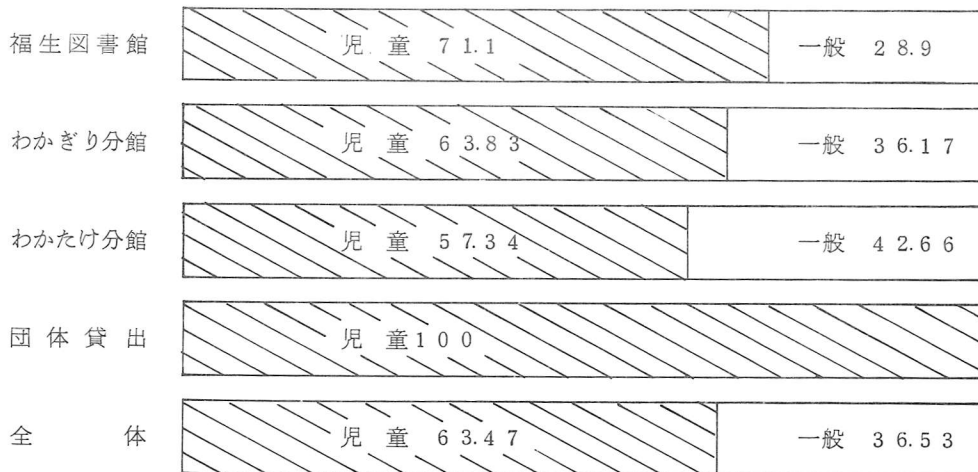 福生図書館 児童 71.1 一般 28.9
わかぎり分館 児童 63.83 一般 36.17
わかたけ分館 児童 57.34 一般 42.66
団体貸出 児童100
全体 児童 63.47 一般 36.53